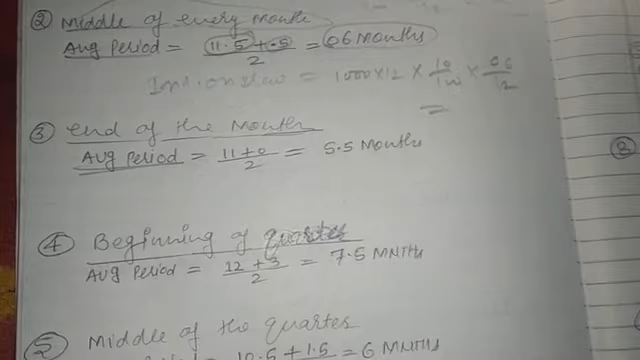 ② Middle of every month
Avg Period = 11.5 + .5 / 2 = 06 Months
Int. on = 1000 × 12 × 10/100 × 06/12
=
③ end of the Month
Avg Period = 11 + 0 / 2 = 5.5 Months
④ Beginning of quarter
Avg Period = 12 + 3 / 2 = 7.5 MNTHs
⑤ Middle of the quarter
10.5 + 1.5 = 6 MNTHs
⑧